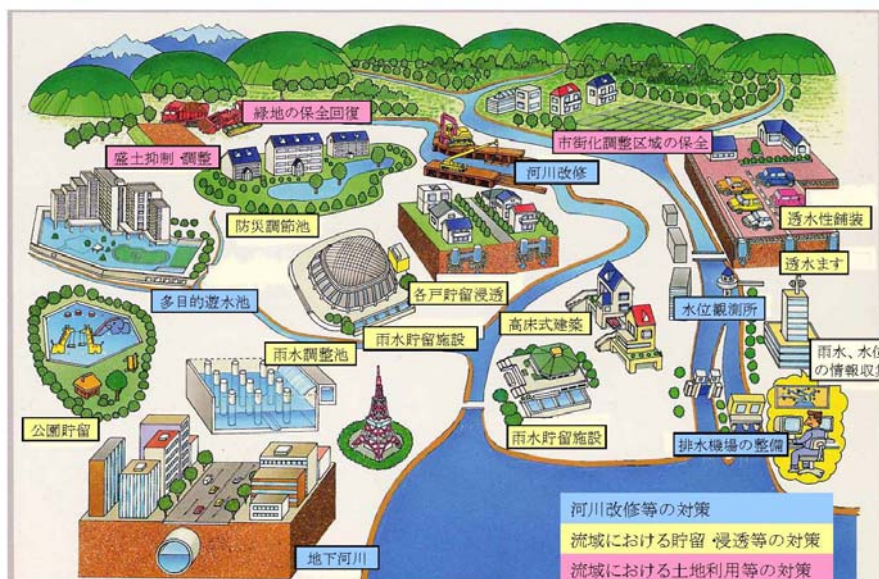 緑地の保全回復
盛土抑制・調整
市街化調整区域の保全
河川改修
防災調節池
透水性舗装
透水ます
多目的遊水池
各戸貯留浸透
水位観測所
雨水貯留施設
高床式建築
雨水調整池
雨水、水位
の情報収集
公園貯留
雨水貯留施設
排水機場の整備
地下河川
河川改修等の対策
流域における貯留・浸透等の対策
流域における土地利用等の対策